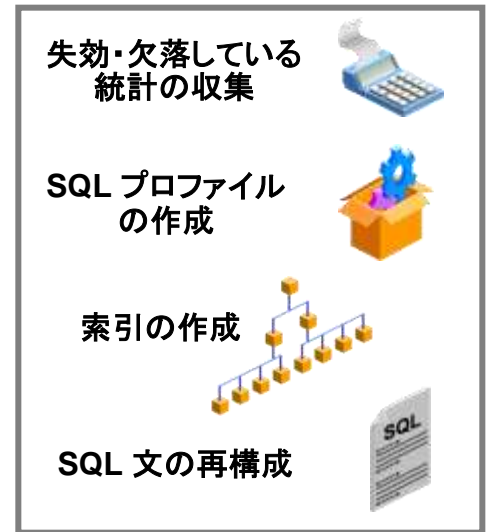 失効・欠落している
統計の収集
SQL プロファイル
の作成
索引の作成
SQL
SQL 文の再構成